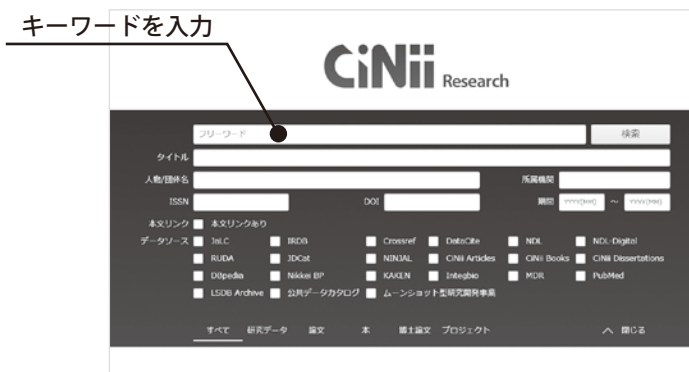 キーワードを入力
CiNii Research
フリーワード 検索
タイトル
人物/団体名 所属機関
ISSN DOI 期間 YYYY(MM) ～ YYYY(MM)
本文リンク 本文リンクあり
データソース JaLC IRDB Crossref DataCite NDL NDL-Digital
RUDA JDCat NINJAL CiNii Articles CiNii Books CiNii Dissertations
DBpedia Nikkei BP KAKEN Integbio MDR PubMed
LSDB Archive 公共データカタログ ムーンショット型研究開発事業
すべて 研究データ 論文 本 博士論文 プロジェクト 閉じる